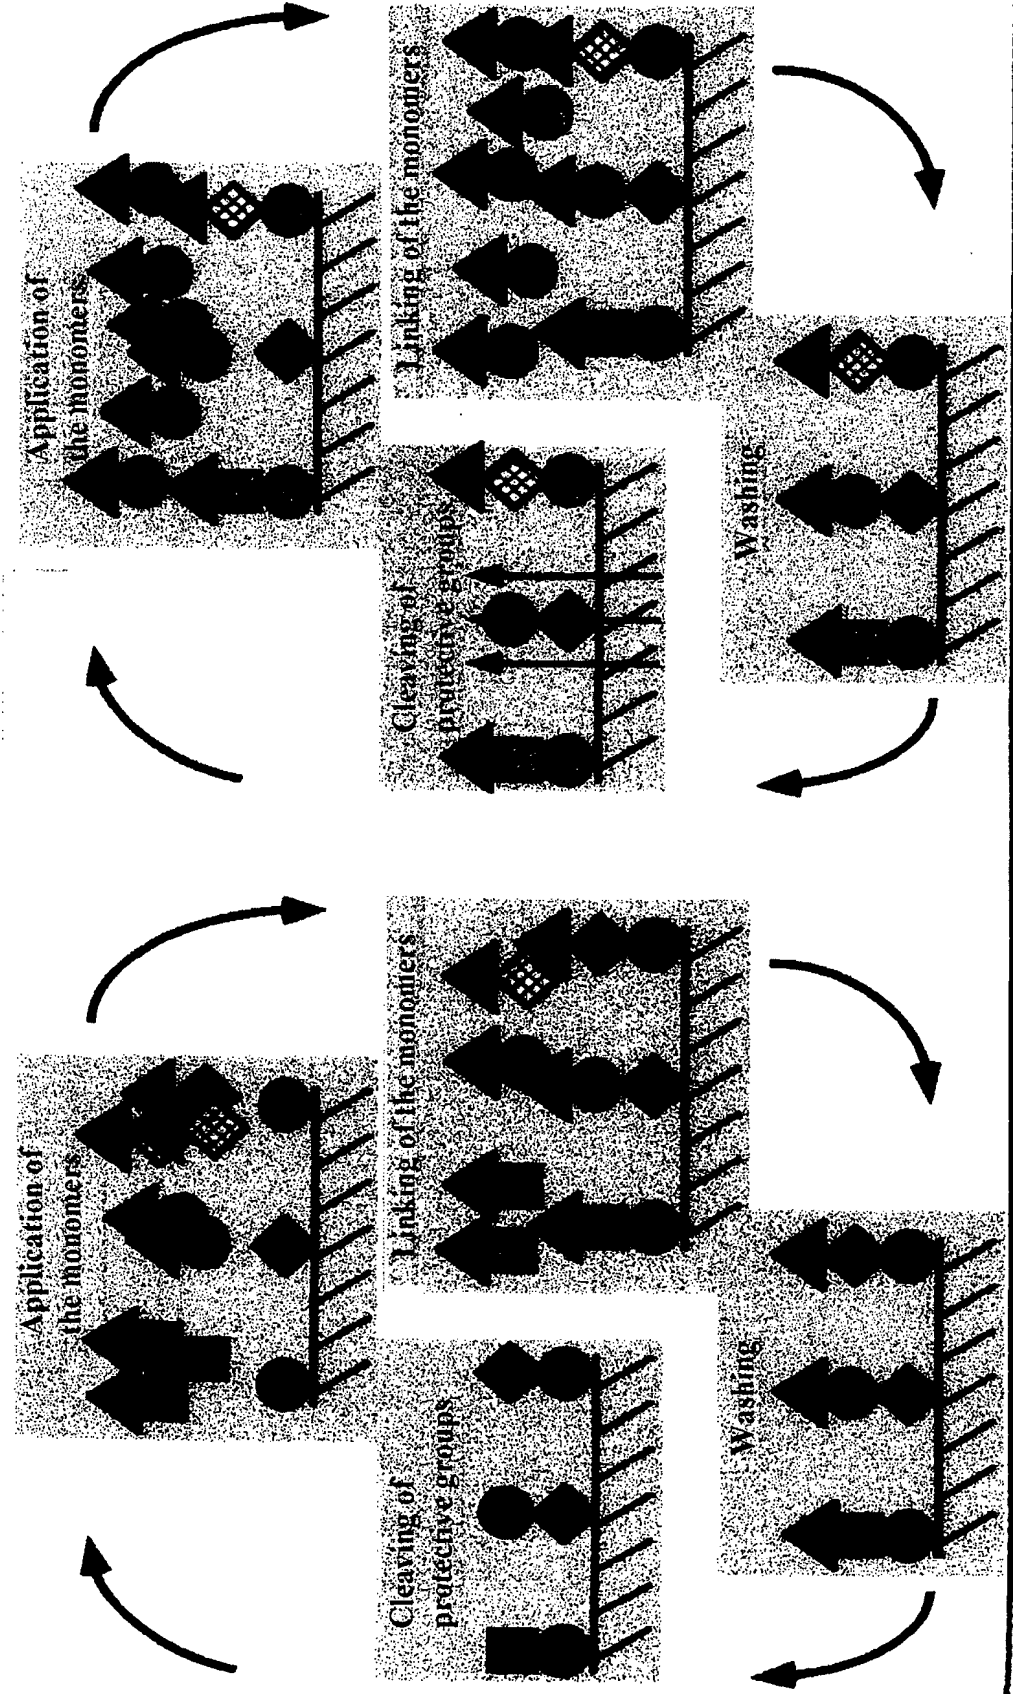 Application of
the monomers
Linking of the monomers
Washing
Cleaving of
protective groups
Application of
the monomers
Linking of the monomers
Washing
Cleaving of
protective groups